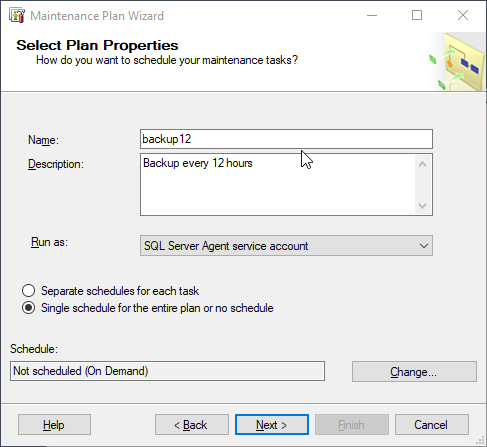 Maintenance Plan Wizard
Select Plan Properties
How do you want to schedule your maintenance tasks?
Name:
backup12
Description:
Backup every 12 hours
Run as:
SQL Server Agent service account
Separate schedules for each task
Single schedule for the entire plan or no schedule
Schedule:
Not scheduled (On Demand)
Change...
Help
< Back
Next >
Finish
Cancel